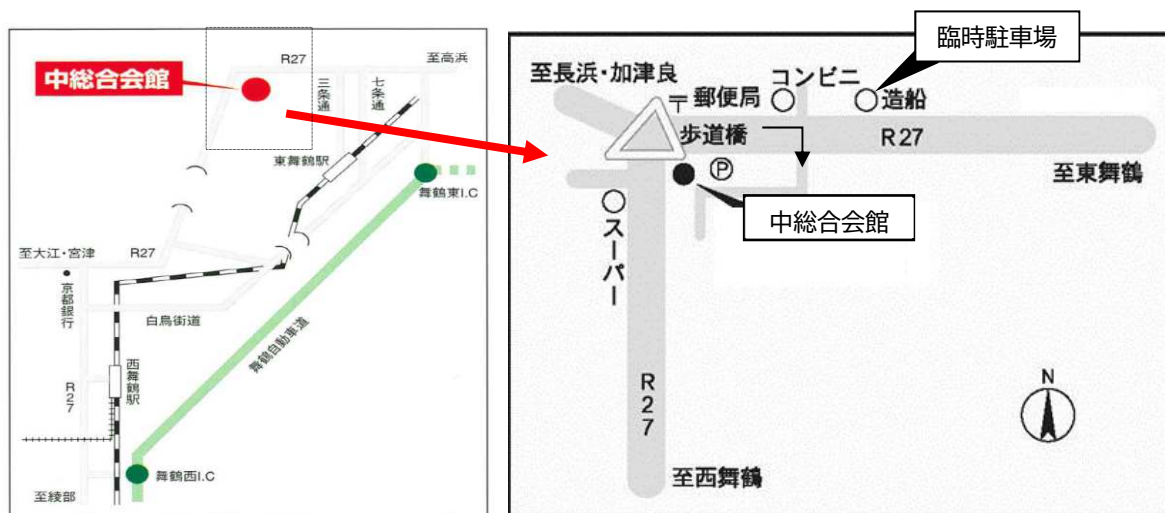 中総合会館
R27
至高浜
三条通
七条通
東舞鶴駅
舞鶴東I.C
至大江・宮津
R27
京都銀行
白鳥街道
舞鶴自動車道
西舞鶴駅
R27
舞鶴西I.C
至綾部
臨時駐車場
至長浜・加津良
コンビニ
〒郵便局
造船
歩道橋
R27
P
至東舞鶴
中総合会館
スーパー
R27
N
至西舞鶴